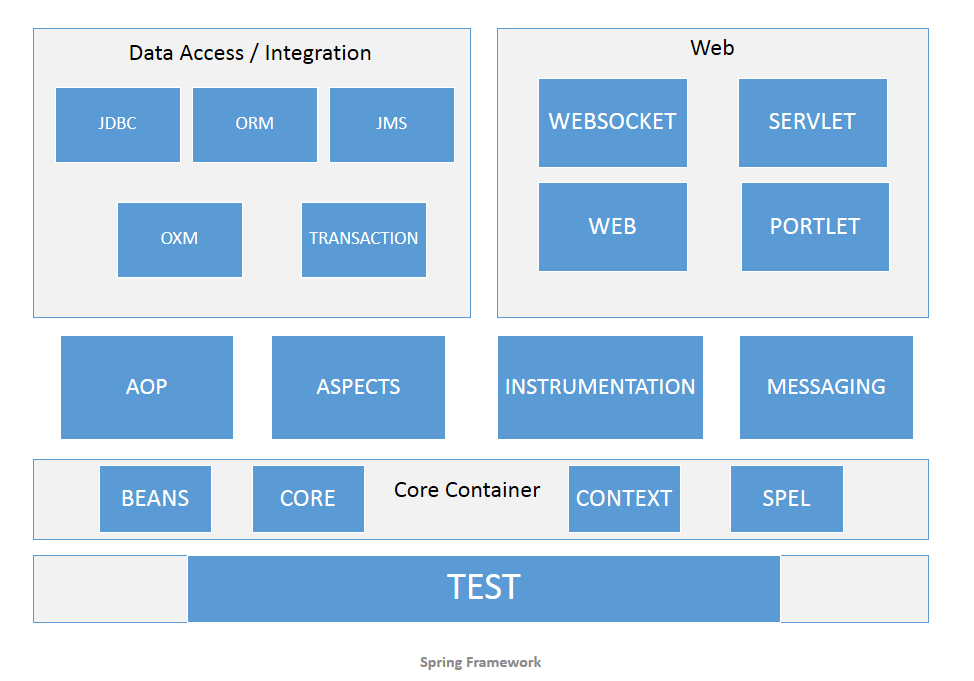 Data Access / Integration
JDBC
ORM
JMS
OXM
TRANSACTION
Web
WEBSOCKET
SERVLET
WEB
PORTLET
AOP
ASPECTS
INSTRUMENTATION
MESSAGING
BEANS
CORE
Core Container
CONTEXT
SPEL
TEST
Spring Framework